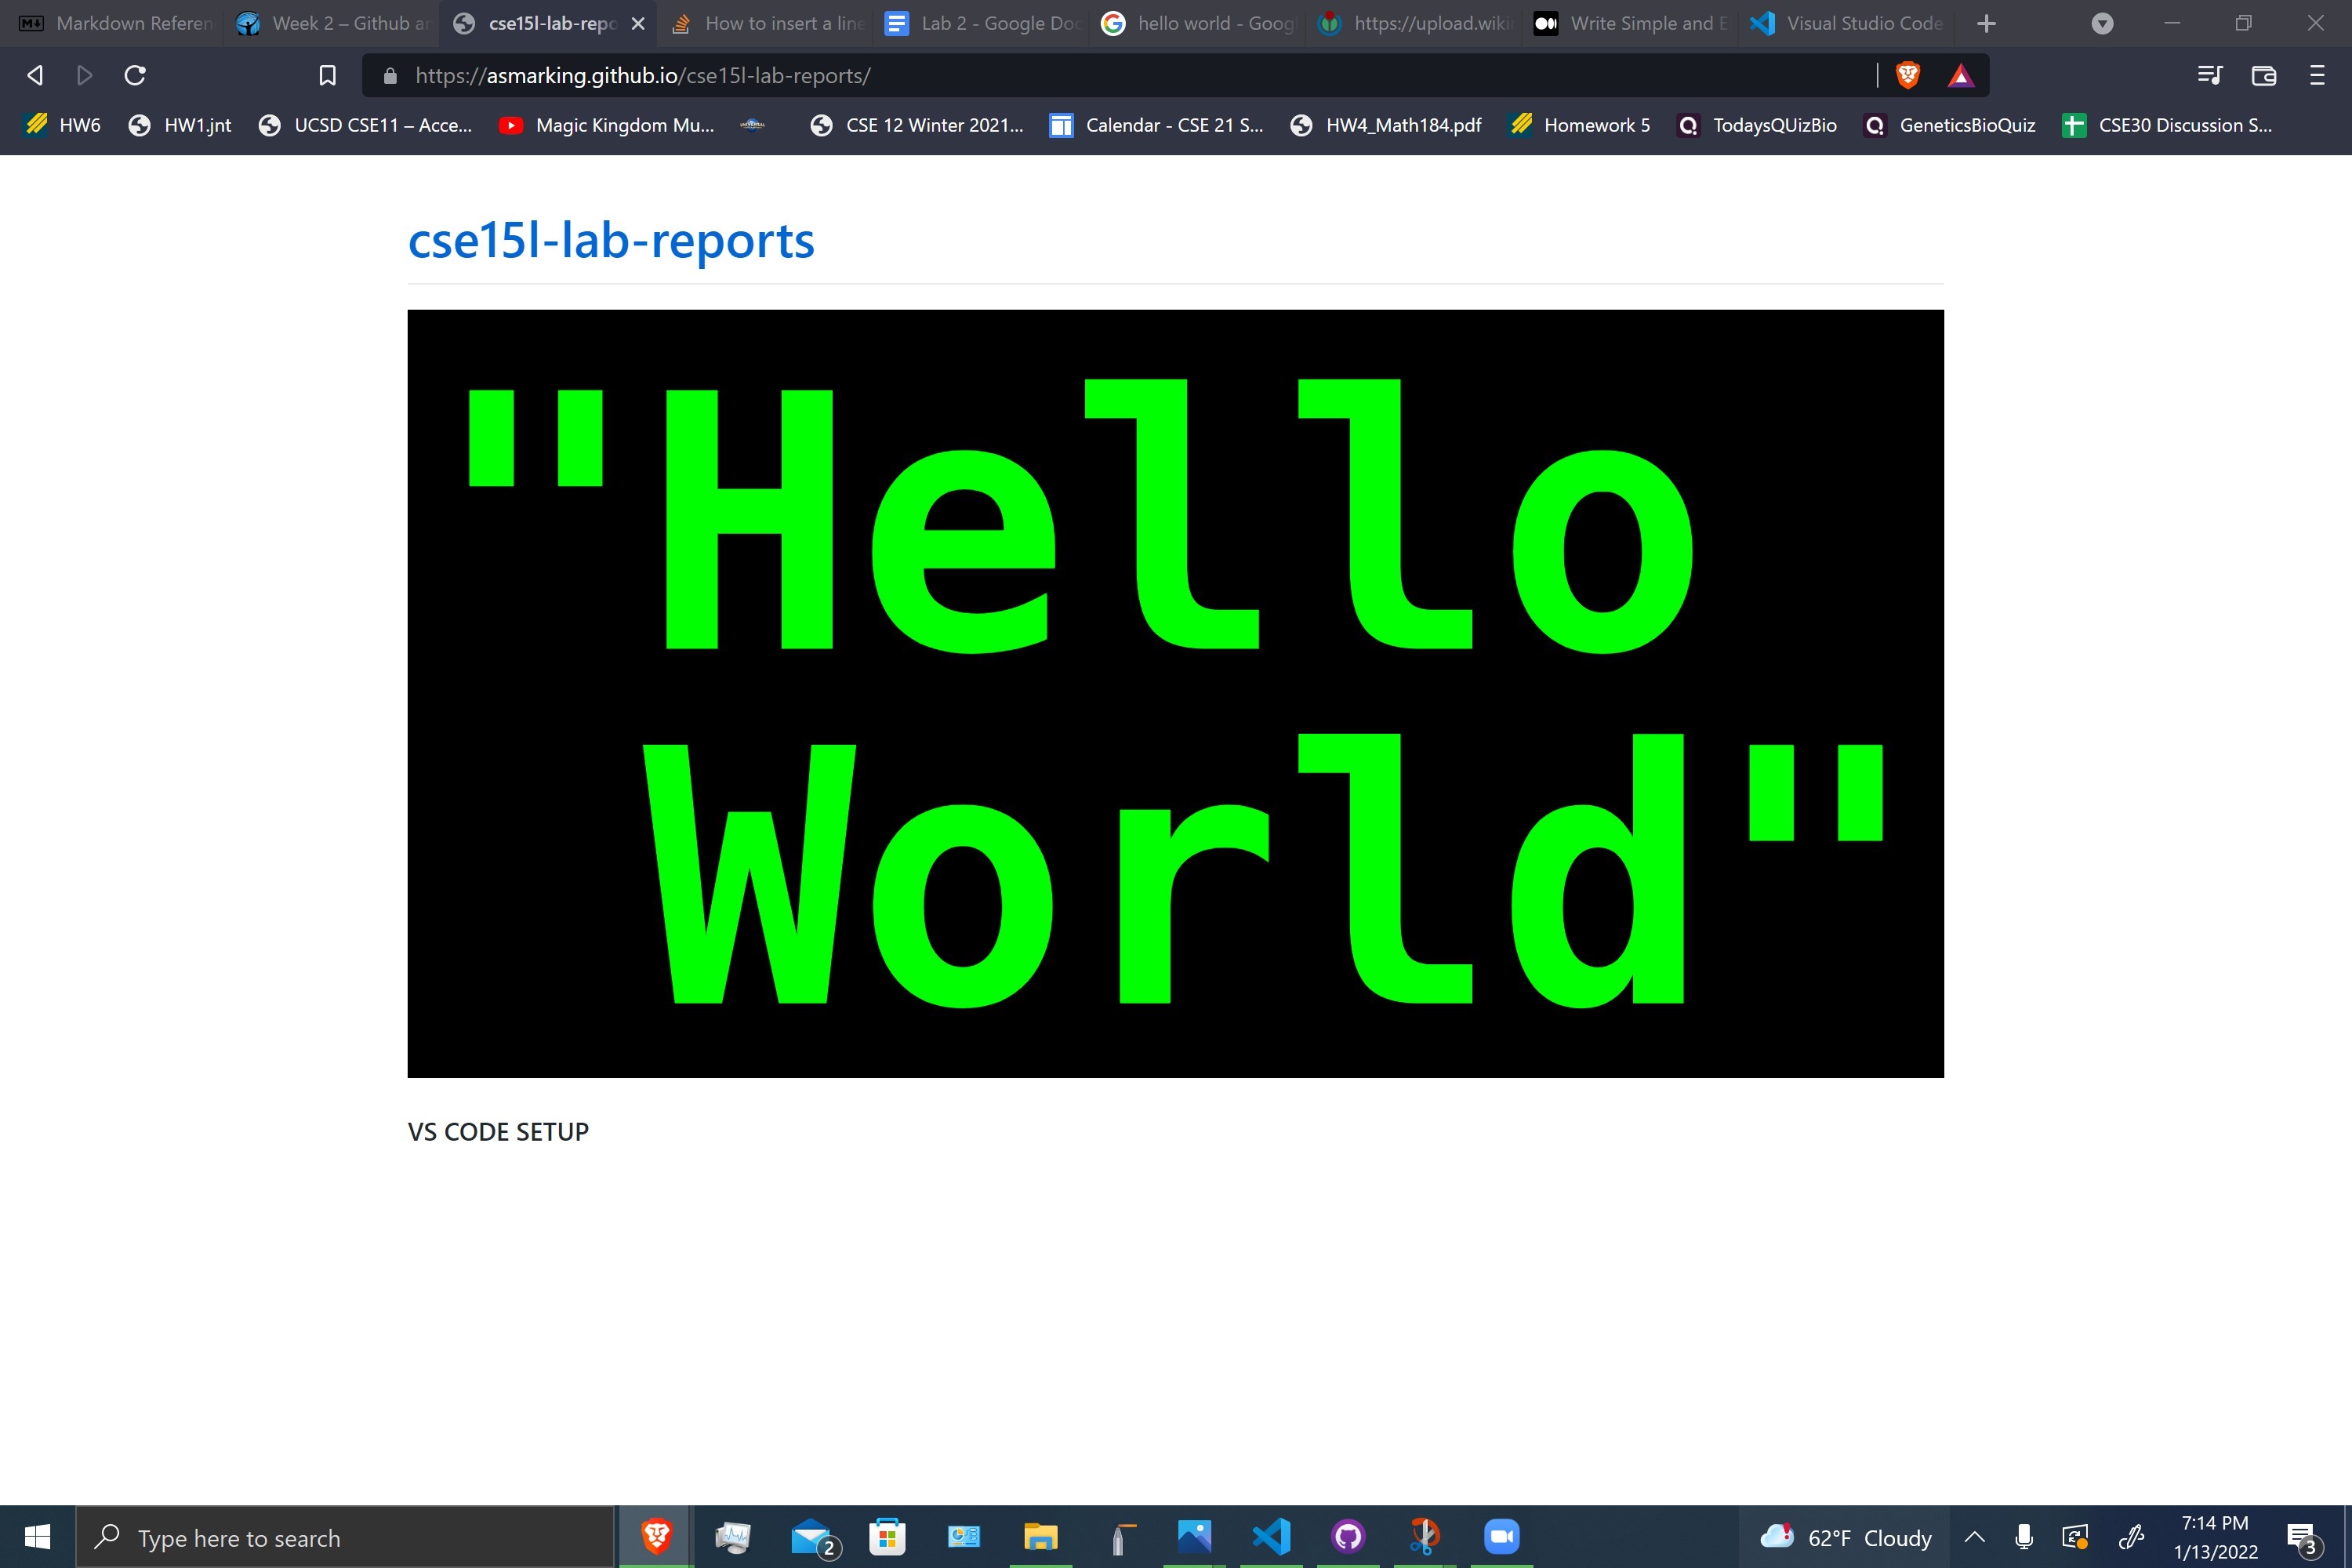 Markdown Referen
Week 2 – Github ar
cse15l-lab-repo
How to insert a line
Lab 2 - Google Doc
hello world - Goog
https://upload.wiki
Write Simple and E
Visual Studio Code
https://asmarking.github.io/cse15l-lab-reports/
HW6
HW1.jnt
UCSD CSE11 – Acce...
Magic Kingdom Mu...
CSE 12 Winter 2021...
Calendar - CSE 21 S...
HW4_Math184.pdf
Homework 5
TodaysQUizBio
GeneticsBioQuiz
CSE30 Discussion S...
cse15l-lab-reports
"Hello
World"
VS CODE SETUP
Type here to search
2
62°F Cloudy
7:14 PM
1/13/2022
3